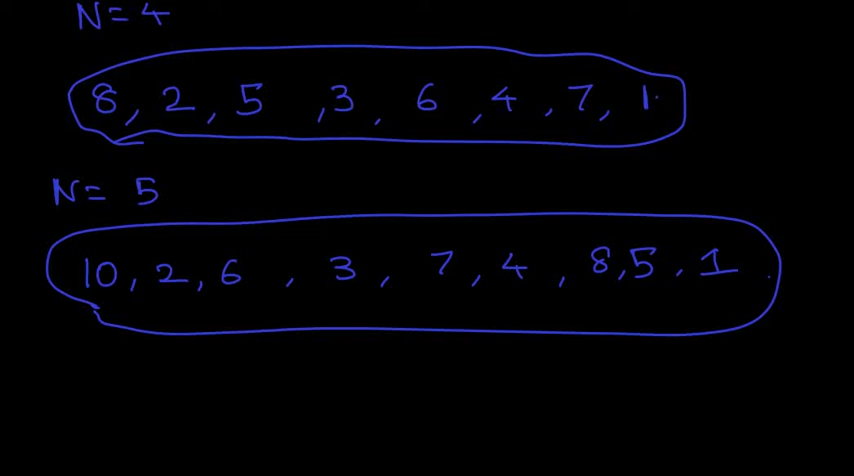 N = 4
8, 2, 5, 3, 6, 4, 7, 1
N = 5
10, 2, 6, 3, 7, 4, 8, 5, 1